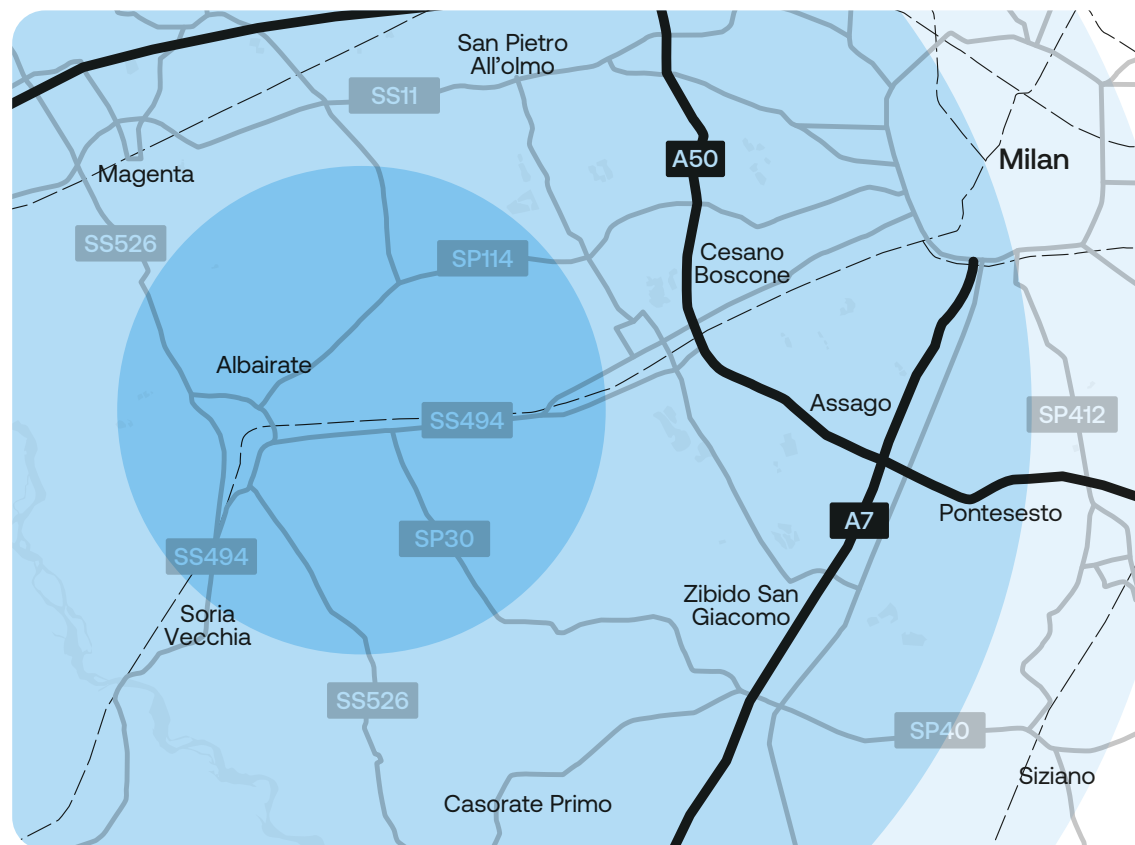 San Pietro
All'olmo
SS11
A50
Milan
Magenta
SS526
SP114
Cesano
Boscone
Albairate
Assago
SS494
SP412
Pontesesto
A7
SP30
SS494
Zibido San
Giacomo
Soria
Vecchia
SS526
SP40
Siziano
Casorate Primo